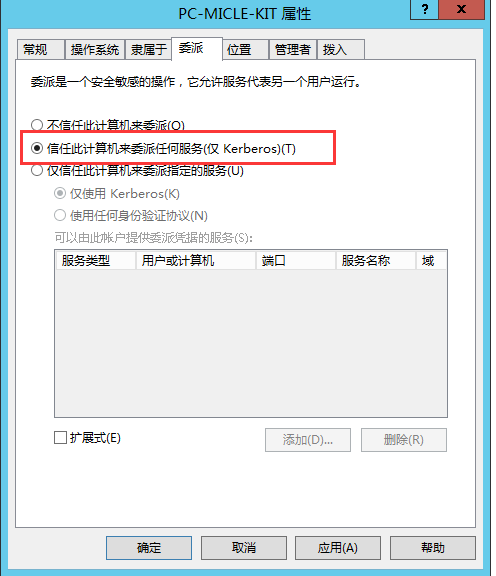 PC-MICLE-KIT 属性
? x
常规 操作系统 隶属于 委派 位置 管理者 拨入
委派是一个安全敏感的操作，它允许服务代表另一个用户运行。
不信任此计算机来委派(O)
信任此计算机来委派任何服务(仅 Kerberos)(T)
仅信任此计算机来委派指定的服务(U)
仅使用 Kerberos(K)
使用任何身份验证协议(N)
可以由此帐户提供委派凭据的服务(S):
服务类型 用户或计算机 端口 服务名称 域
扩展式(E) 添加(D)... 删除(R)
确定 取消 应用(A) 帮助